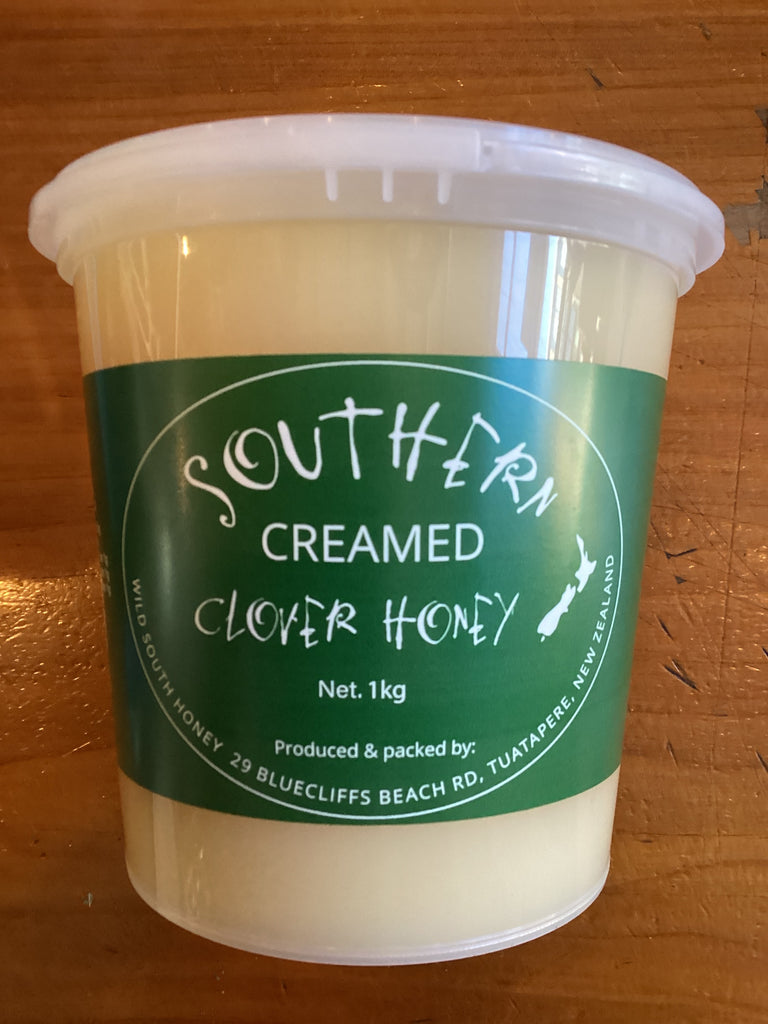 SOUTHERN
CREAMED
CLOVER HONEY
Net. 1kg
Produced & packed by:
WILD SOUTH HONEY 29 BLUECLIFFS BEACH RD, TUATAPERE, NEW ZEALAND